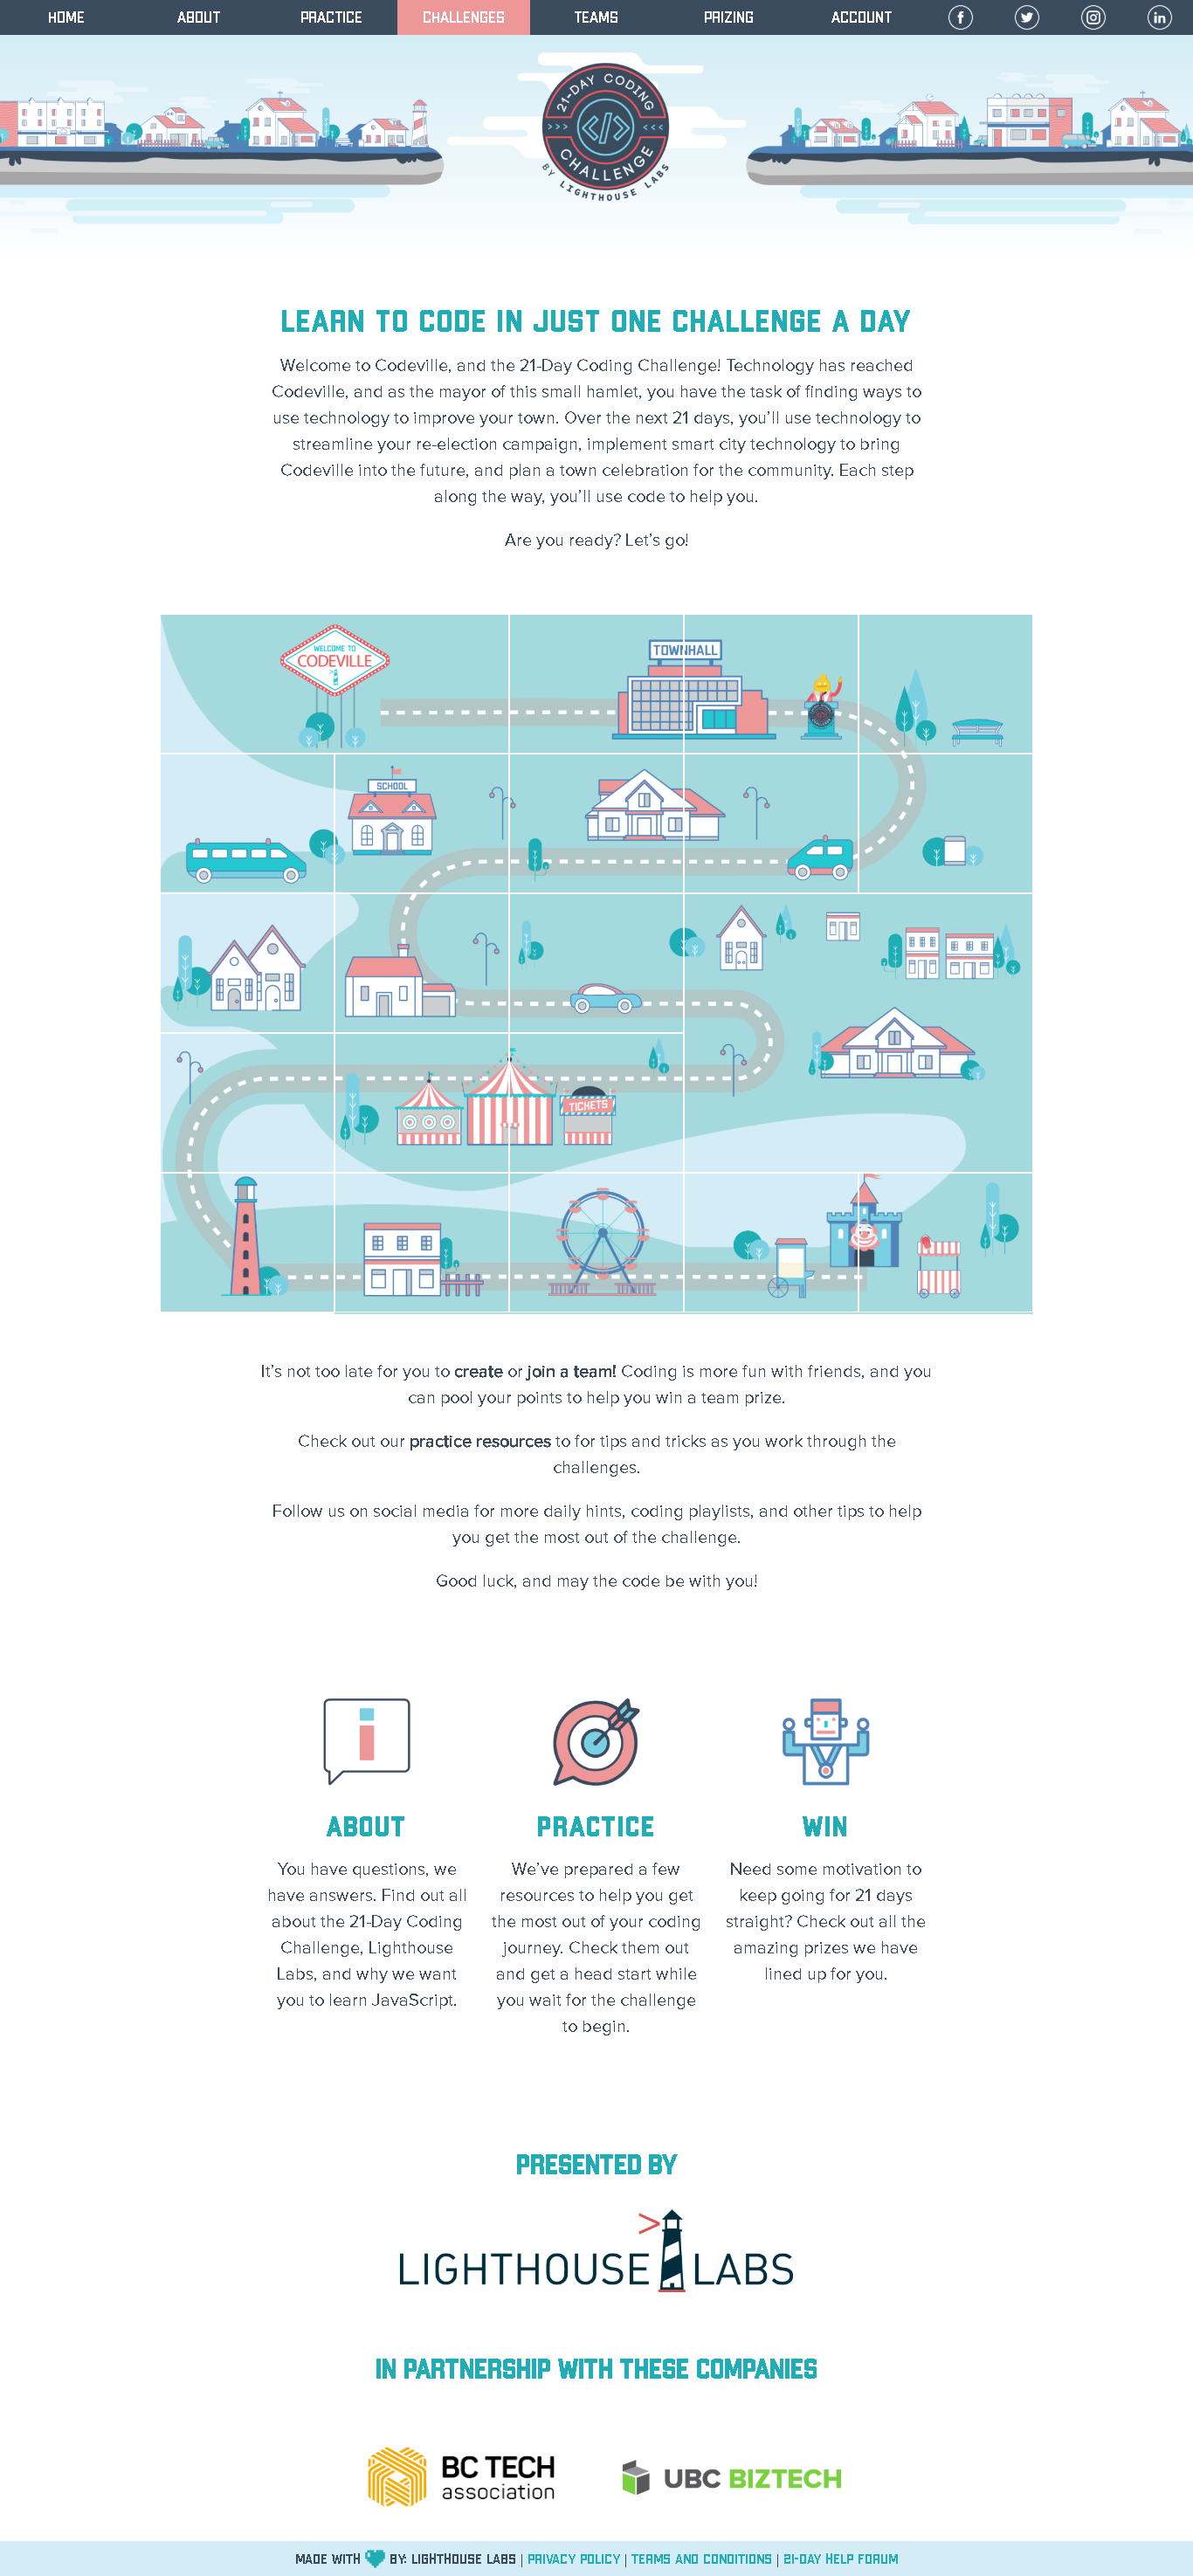 HOME ABOUT PRACTICE CHALLENGES TEAMS PRIZING ACCOUNT
21-DAY CODING
CHALLENGE
BY LIGHTHOUSE LABS
LEARN TO CODE IN JUST ONE CHALLENGE A DAY
Welcome to Codeville, and the 21-Day Coding Challenge! Technology has reached
Codeville, and as the mayor of this small hamlet, you have the task of finding ways to
use technology to improve your town. Over the next 21 days, you'll use technology to
streamline your re-election campaign, implement smart city technology to bring
Codeville into the future, and plan a town celebration for the community. Each step
along the way, you'll use code to help you.
Are you ready? Let's go!
WELCOME TO
CODEVILLE
TOWNHALL
SCHOOL
TICKETS
It's not too late for you to create or join a team! Coding is more fun with friends, and you
can pool your points to help you win a team prize.
Check out our practice resources to for tips and tricks as you work through the
challenges.
Follow us on social media for more daily hints, coding playlists, and other tips to help
you get the most out of the challenge.
Good luck, and may the code be with you!
ABOUT
You have questions, we
have answers. Find out all
about the 21-Day Coding
Challenge, Lighthouse
Labs, and why we want
you to learn JavaScript.
PRACTICE
We've prepared a few
resources to help you get
the most out of your coding
journey. Check them out
and get a head start while
you wait for the challenge
to begin.
WIN
Need some motivation to
keep going for 21 days
straight? Check out all the
amazing prizes we have
lined up for you.
PRESENTED BY
LIGHTHOUSE LABS
IN PARTNERSHIP WITH THESE COMPANIES
BC TECH
association
UBC BIZTECH
MADE WITH BY: LIGHTHOUSE LABS | PRIVACY POLICY | TERMS AND CONDITIONS | 21-DAY HELP FORUM